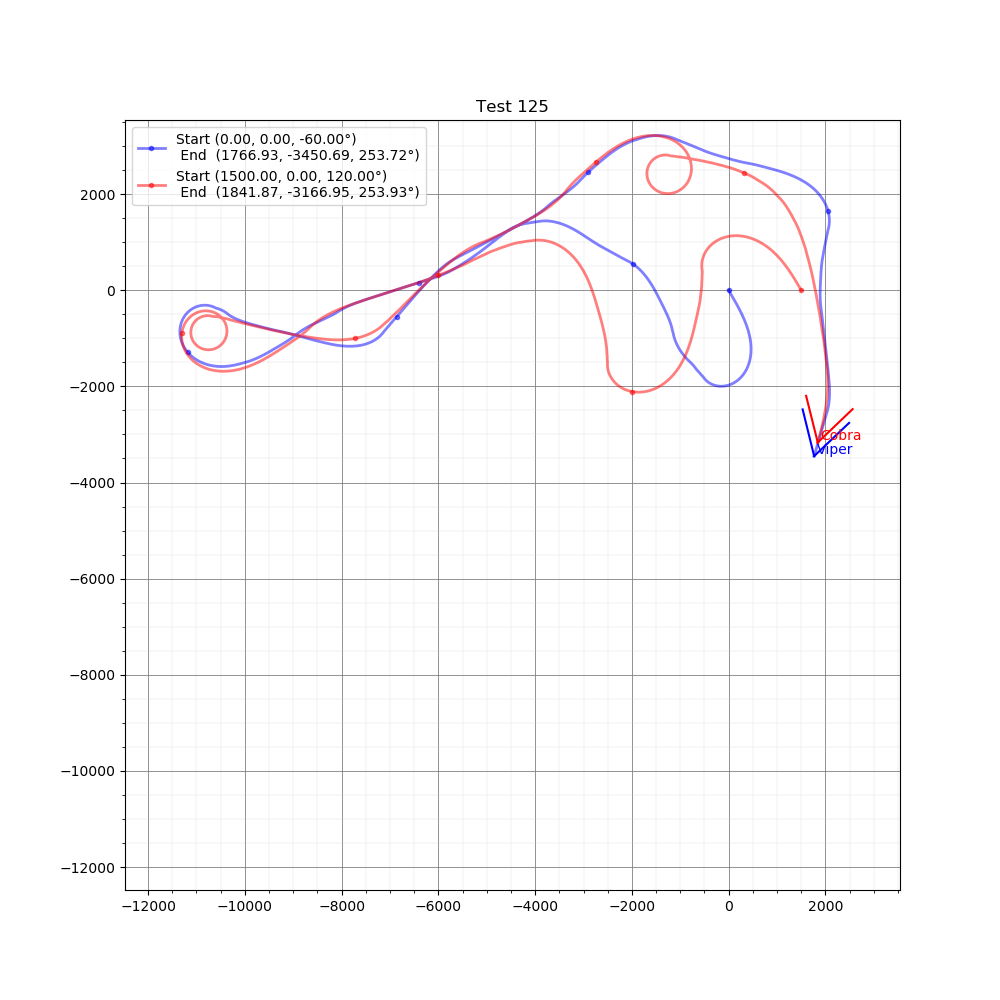 Test 125
Start (0.00, 0.00, -60.00°)
End (1766.93, -3450.69, 253.72°)
Start (1500.00, 0.00, 120.00°)
End (1841.87, -3166.95, 253.93°)
2000
0
−2000
−4000
−6000
−8000
−10000
−12000
Cobra
Viper
−12000 −10000 −8000 −6000 −4000 −2000 0 2000